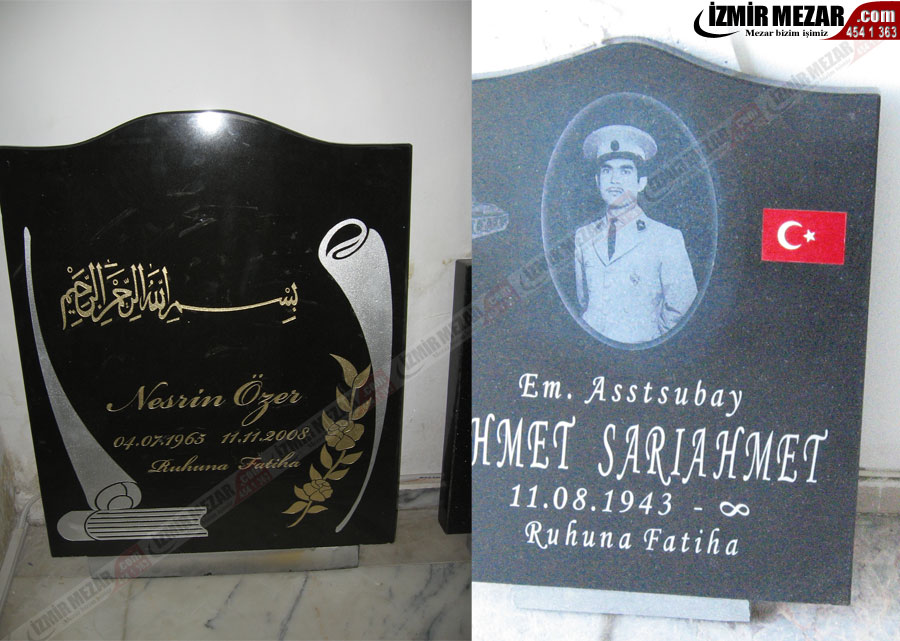 İZMİR MEZAR.com
Mezar bizim işimiz 454 1 363
بسم الله الرحمن الرحيم
Nesrin Özer
04.07.1965 11.11.2008
Ruhuna Fatiha
Em. Asstsubay
HMET SARIAHMET
11.08.1943 - ∞
Ruhuna Fatiha